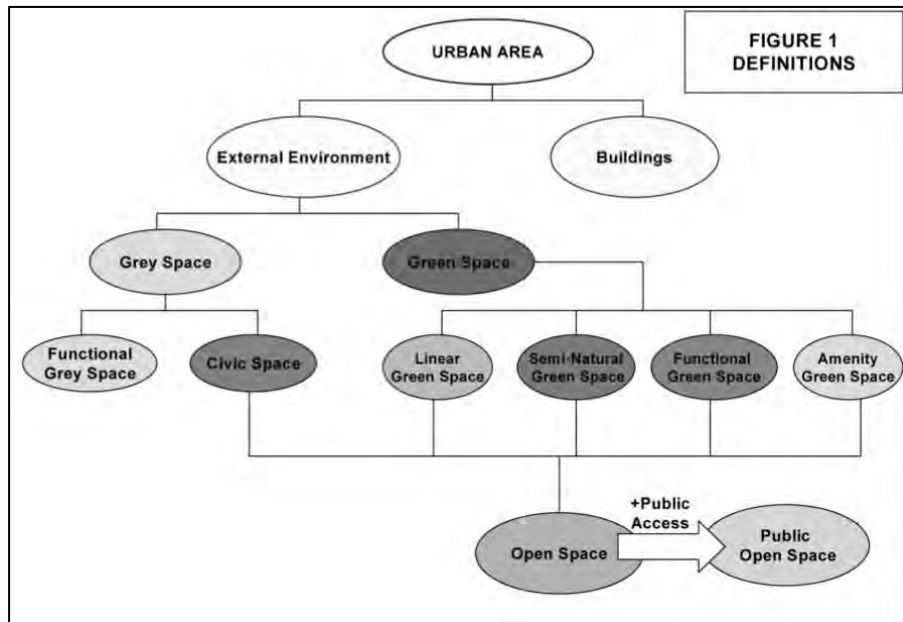 URBAN AREA
FIGURE 1
DEFINITIONS
External Environment
Buildings
Grey Space
Green Space
Functional
Grey Space
Civic Space
Linear
Green Space
Semi-Natural
Green Space
Functional
Green Space
Amenity
Green Space
+Public
Access
Open Space
Public
Open Space